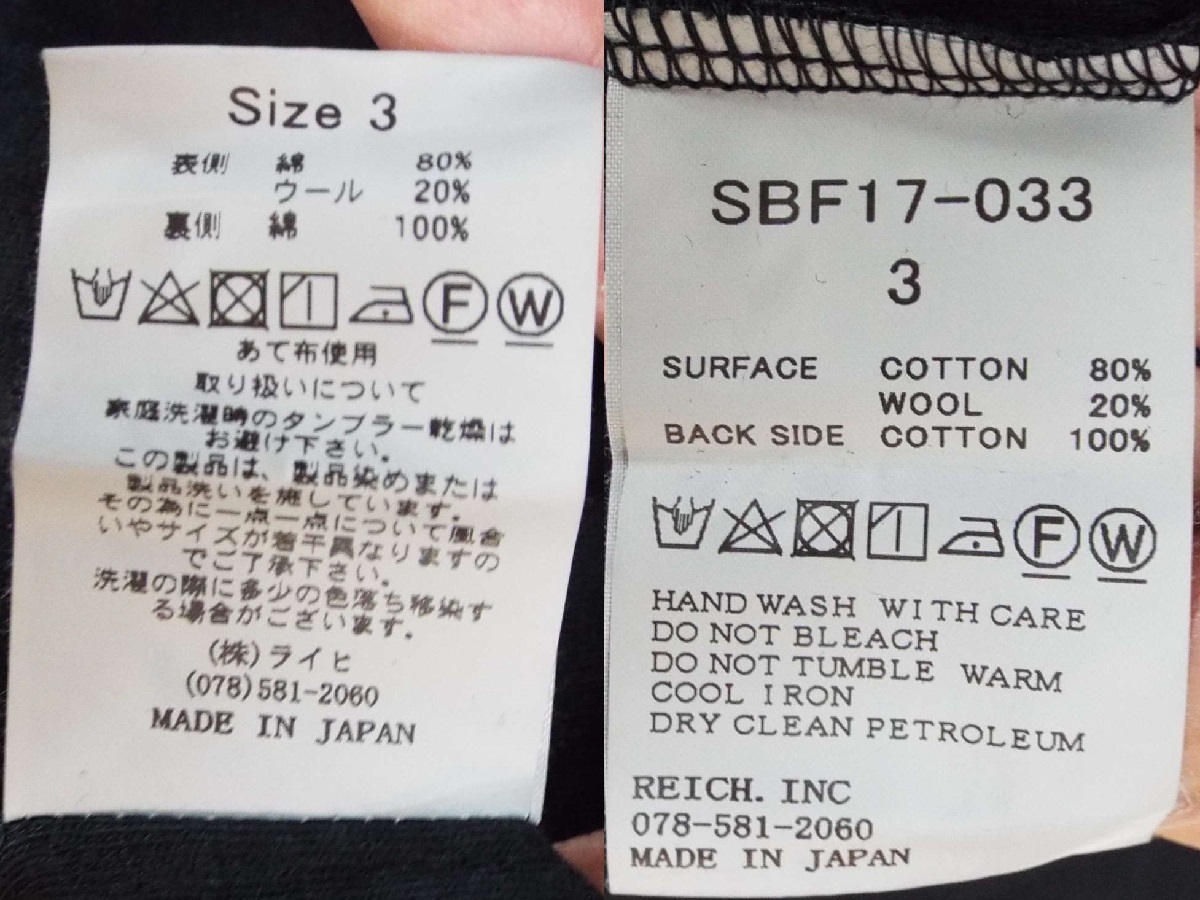 Size 3
表側 綿 80%
ウール 20%
裏側 綿 100%
F W
あて布使用
取り扱いについて
家庭洗濯時のタンブラー乾燥は
お避け下さい。
この製品は、製品染めまたは
製品洗いを施しています。
その為に一点一点について風合
いやサイズが若干異なりますの
でご了承下さい。
洗濯の際に多少の色落ち移染す
る場合がございます。
(株)ライヒ
(078)581-2060
MADE IN JAPAN
SBF17-033
3
SURFACE COTTON 80%
WOOL 20%
BACK SIDE COTTON 100%
F W
HAND WASH WITH CARE
DO NOT BLEACH
DO NOT TUMBLE WARM
COOL IRON
DRY CLEAN PETROLEUM
REICH. INC
078-581-2060
MADE IN JAPAN